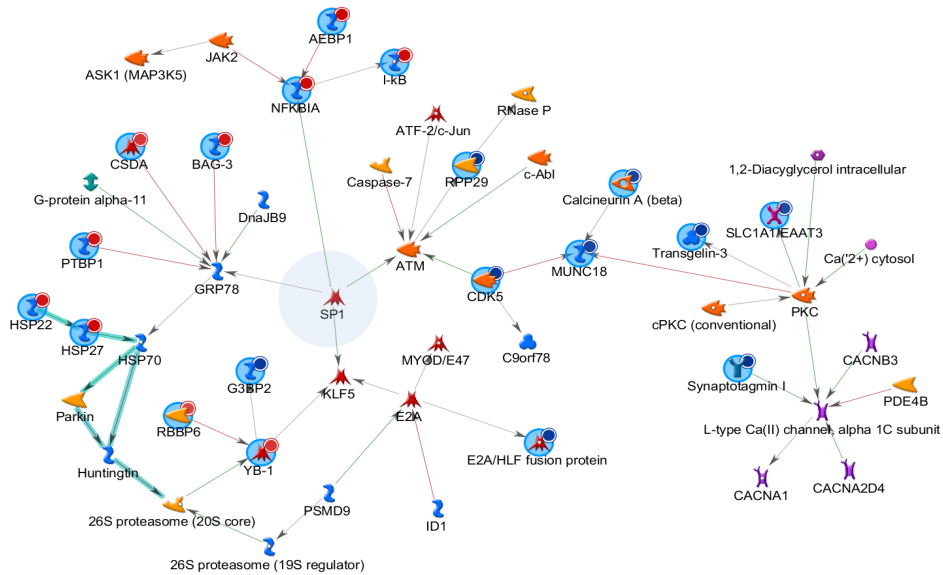 AEBP1
JAK2
ASK1 (MAP3K5)
I-kB
NFKBIA
RNase P
ATF-2/c-Jun
CSDA
BAG-3
Caspase-7
RPP29
c-Abl
1,2-Diacyglycerol intracellular
G-protein alpha-11
Calcineurin A (beta)
DnaJB9
SLC1A1/EAAT3
Transgelin-3
Ca('2+) cytosol
PTBP1
ATM
MUNC18
GRP78
CDK5
SP1
PKC
HSP22
cPKC (conventional)
HSP27
HSP70
C9orf78
MYOD/E47
CACNB3
G3BP2
Synaptotagmin I
KLF5
PDE4B
Parkin
E2A
RBBP6
L-type Ca(II) channel, alpha 1C subunit
E2A/HLF fusion protein
Huntingtin
YB-1
CACNA1
CACNA2D4
PSMD9
26S proteasome (20S core)
ID1
26S proteasome (19S regulator)